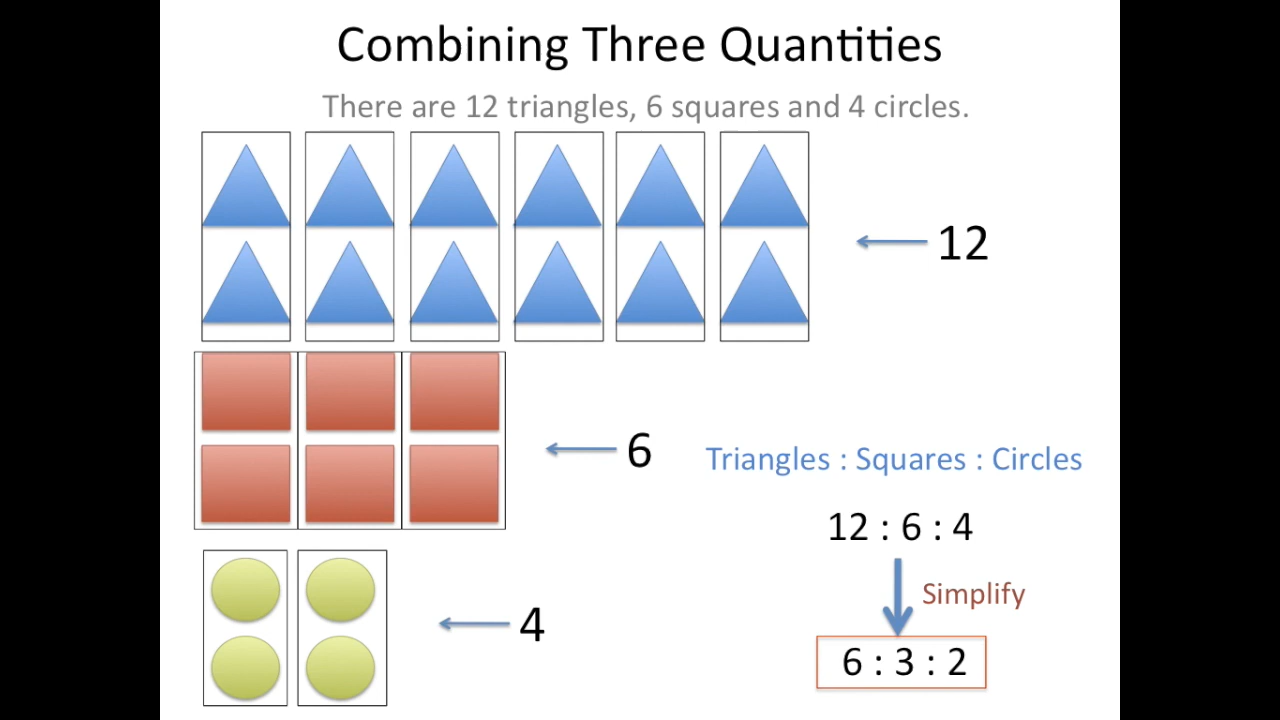 Combining Three Quantities
There are 12 triangles, 6 squares and 4 circles.
12
6
Triangles : Squares : Circles
12 : 6 : 4
Simplify
4
6 : 3 : 2